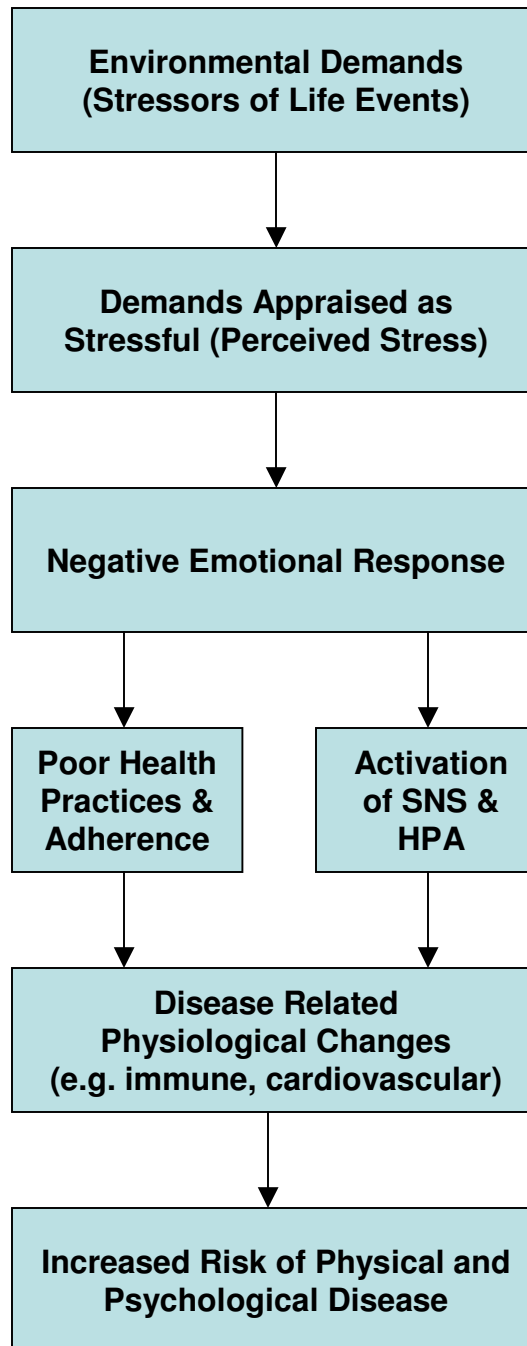 Environmental Demands
(Stressors of Life Events)
Demands Appraised as
Stressful (Perceived Stress)
Negative Emotional Response
Poor Health
Practices &
Adherence
Activation
of SNS &
HPA
Disease Related
Physiological Changes
(e.g. immune, cardiovascular)
Increased Risk of Physical and
Psychological Disease